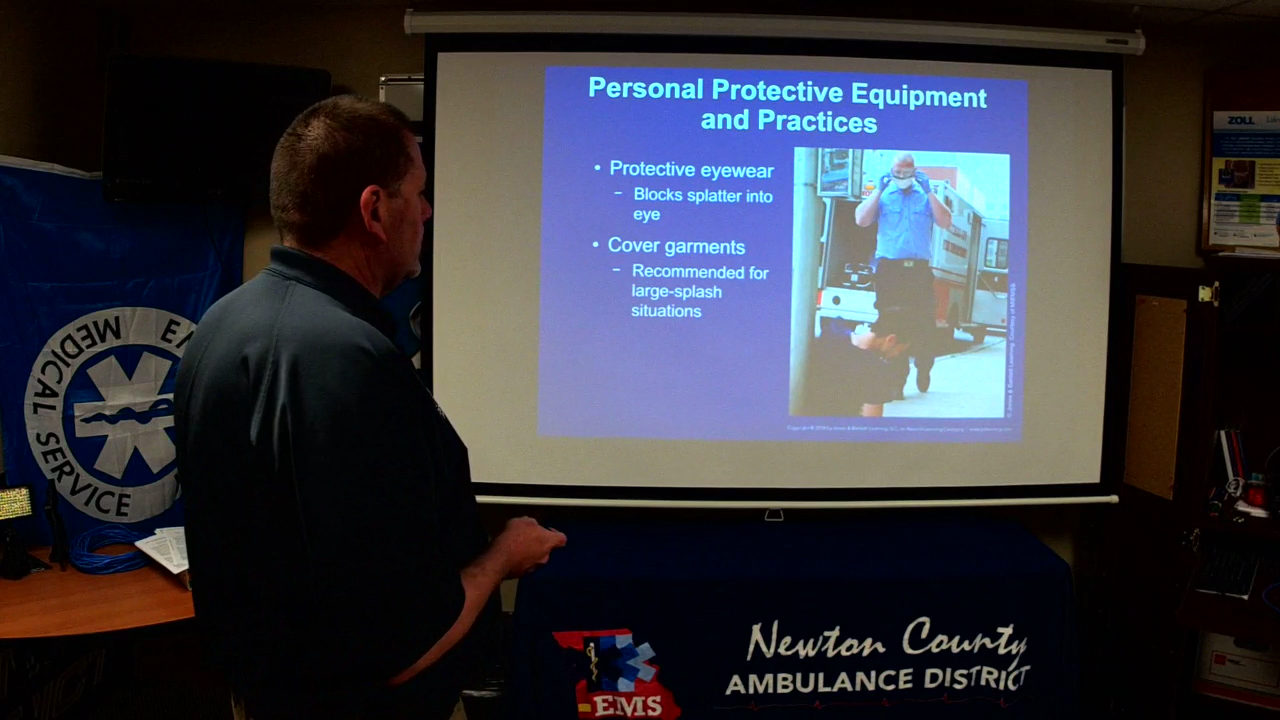 Personal Protective Equipment
and Practices
• Protective eyewear
– Blocks splatter into
eye
• Cover garments
– Recommended for
large-splash
situations
ZOLL
MEDICAL
SERVICE
EMS
Newton County
AMBULANCE DISTRICT